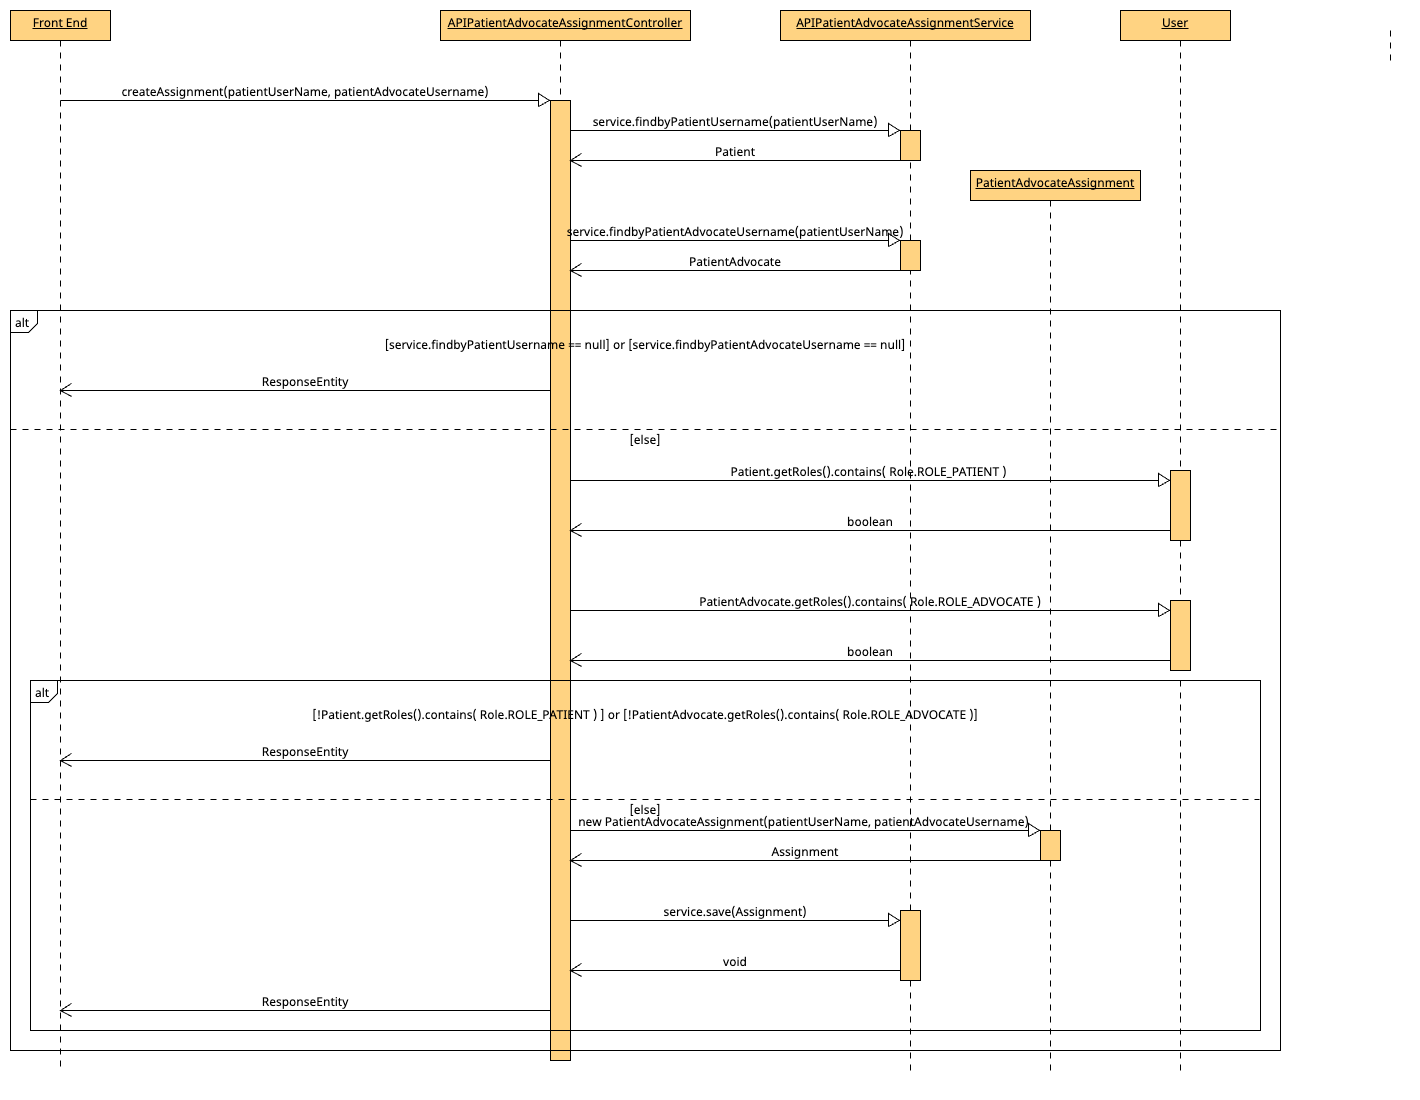 Front End
APIPatientAdvocateAssignmentController
APIPatientAdvocateAssignmentService
User
createAssignment(patientUserName, patientAdvocateUsername)
service.findbyPatientUsername(patientUserName)
Patient
PatientAdvocateAssignment
service.findbyPatientAdvocateUsername(patientUserName)
PatientAdvocate
alt
[service.findbyPatientUsername == null] or [service.findbyPatientAdvocateUsername == null]
ResponseEntity
[else]
Patient.getRoles().contains( Role.ROLE_PATIENT )
boolean
PatientAdvocate.getRoles().contains( Role.ROLE_ADVOCATE )
boolean
alt
[!Patient.getRoles().contains( Role.ROLE_PATIENT ) ] or [!PatientAdvocate.getRoles().contains( Role.ROLE_ADVOCATE )]
ResponseEntity
[else]
new PatientAdvocateAssignment(patientUserName, patientAdvocateUsername)
Assignment
service.save(Assignment)
void
ResponseEntity